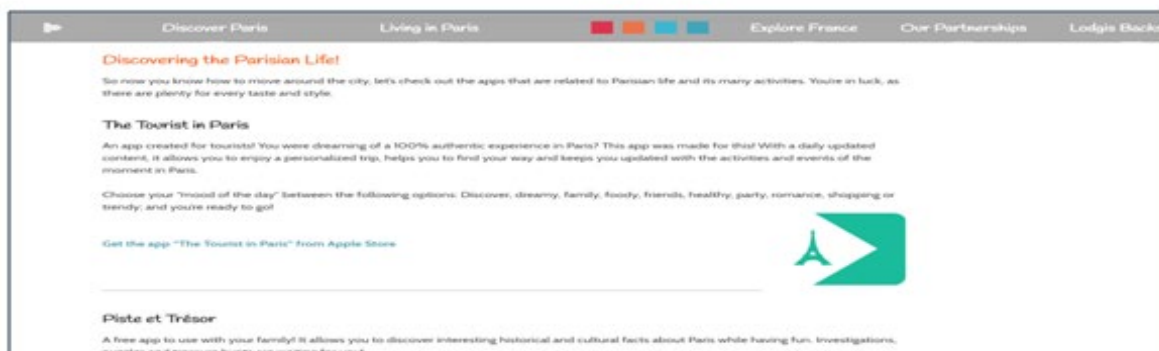 Discover Paris Living in Paris Explore France Our Partnerships Lodgis Backs
Discovering the Parisian Life!
So now you know how to move around the city, let's check out the apps that are related to Parisian life and its many activities. You're in luck, as
there are plenty for every taste and style.
The Tourist in Paris
An app created for tourists! You were dreaming of a 100% authentic experience in Paris? This app was made for this! With a daily updated
content, it allows you to enjoy a personalized trip, helps you to find your way and keeps you updated with the activities and events of the
moment in Paris.
Choose your "mood of the day" between the following options: Discover, dreamy, family, foody, friends, healthy, party, romance, shopping or
trendy; and you're ready to go!
Get the app "The Tourist in Paris" from Apple Store
Piste et Trésor
A free app to use with your family! It allows you to discover interesting historical and cultural facts about Paris while having fun. Investigations,